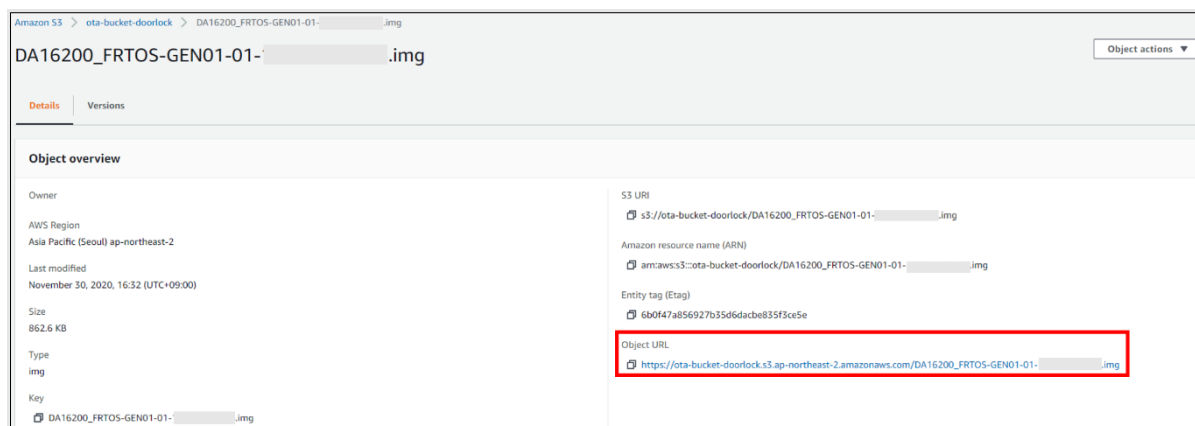 Amazon S3 > ota-bucket-doorlock > DA16200_FRTOS-GEN01-01- .img
DA16200_FRTOS-GEN01-01- .img
Object actions ▼
Details
Versions
Object overview
Owner
AWS Region
Asia Pacific (Seoul) ap-northeast-2
Last modified
November 30, 2020, 16:32 (UTC+09:00)
Size
862.6 KB
Type
img
Key
DA16200_FRTOS-GEN01-01- .img
S3 URI
s3://ota-bucket-doorlock/DA16200_FRTOS-GEN01-01- .img
Amazon resource name (ARN)
arn:aws:s3:::ota-bucket-doorlock/DA16200_FRTOS-GEN01-01- .img
Entity tag (Etag)
6b0f47a856927b35d6dacbe835f3ce5e
Object URL
https://ota-bucket-doorlock.s3.ap-northeast-2.amazonaws.com/DA16200_FRTOS-GEN01-01- .img